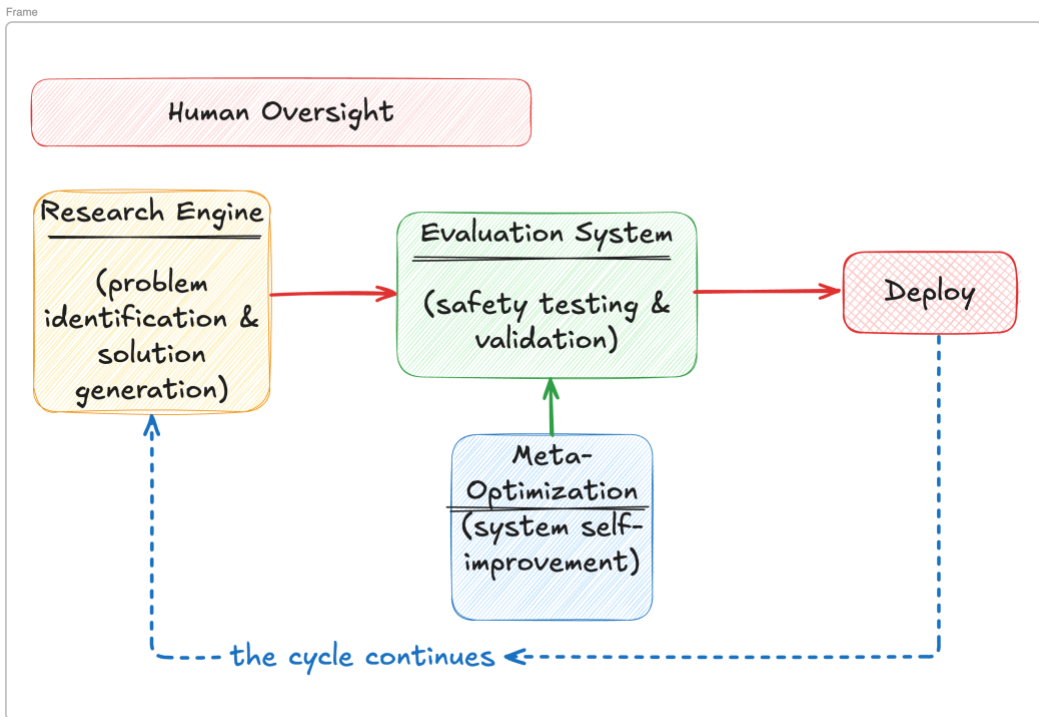 Frame
Human Oversight
Research Engine
(problem
identification &
solution
generation)
Evaluation System
(safety testing &
validation)
Deploy
Meta-
Optimization
(system self-
improvement)
the cycle continues